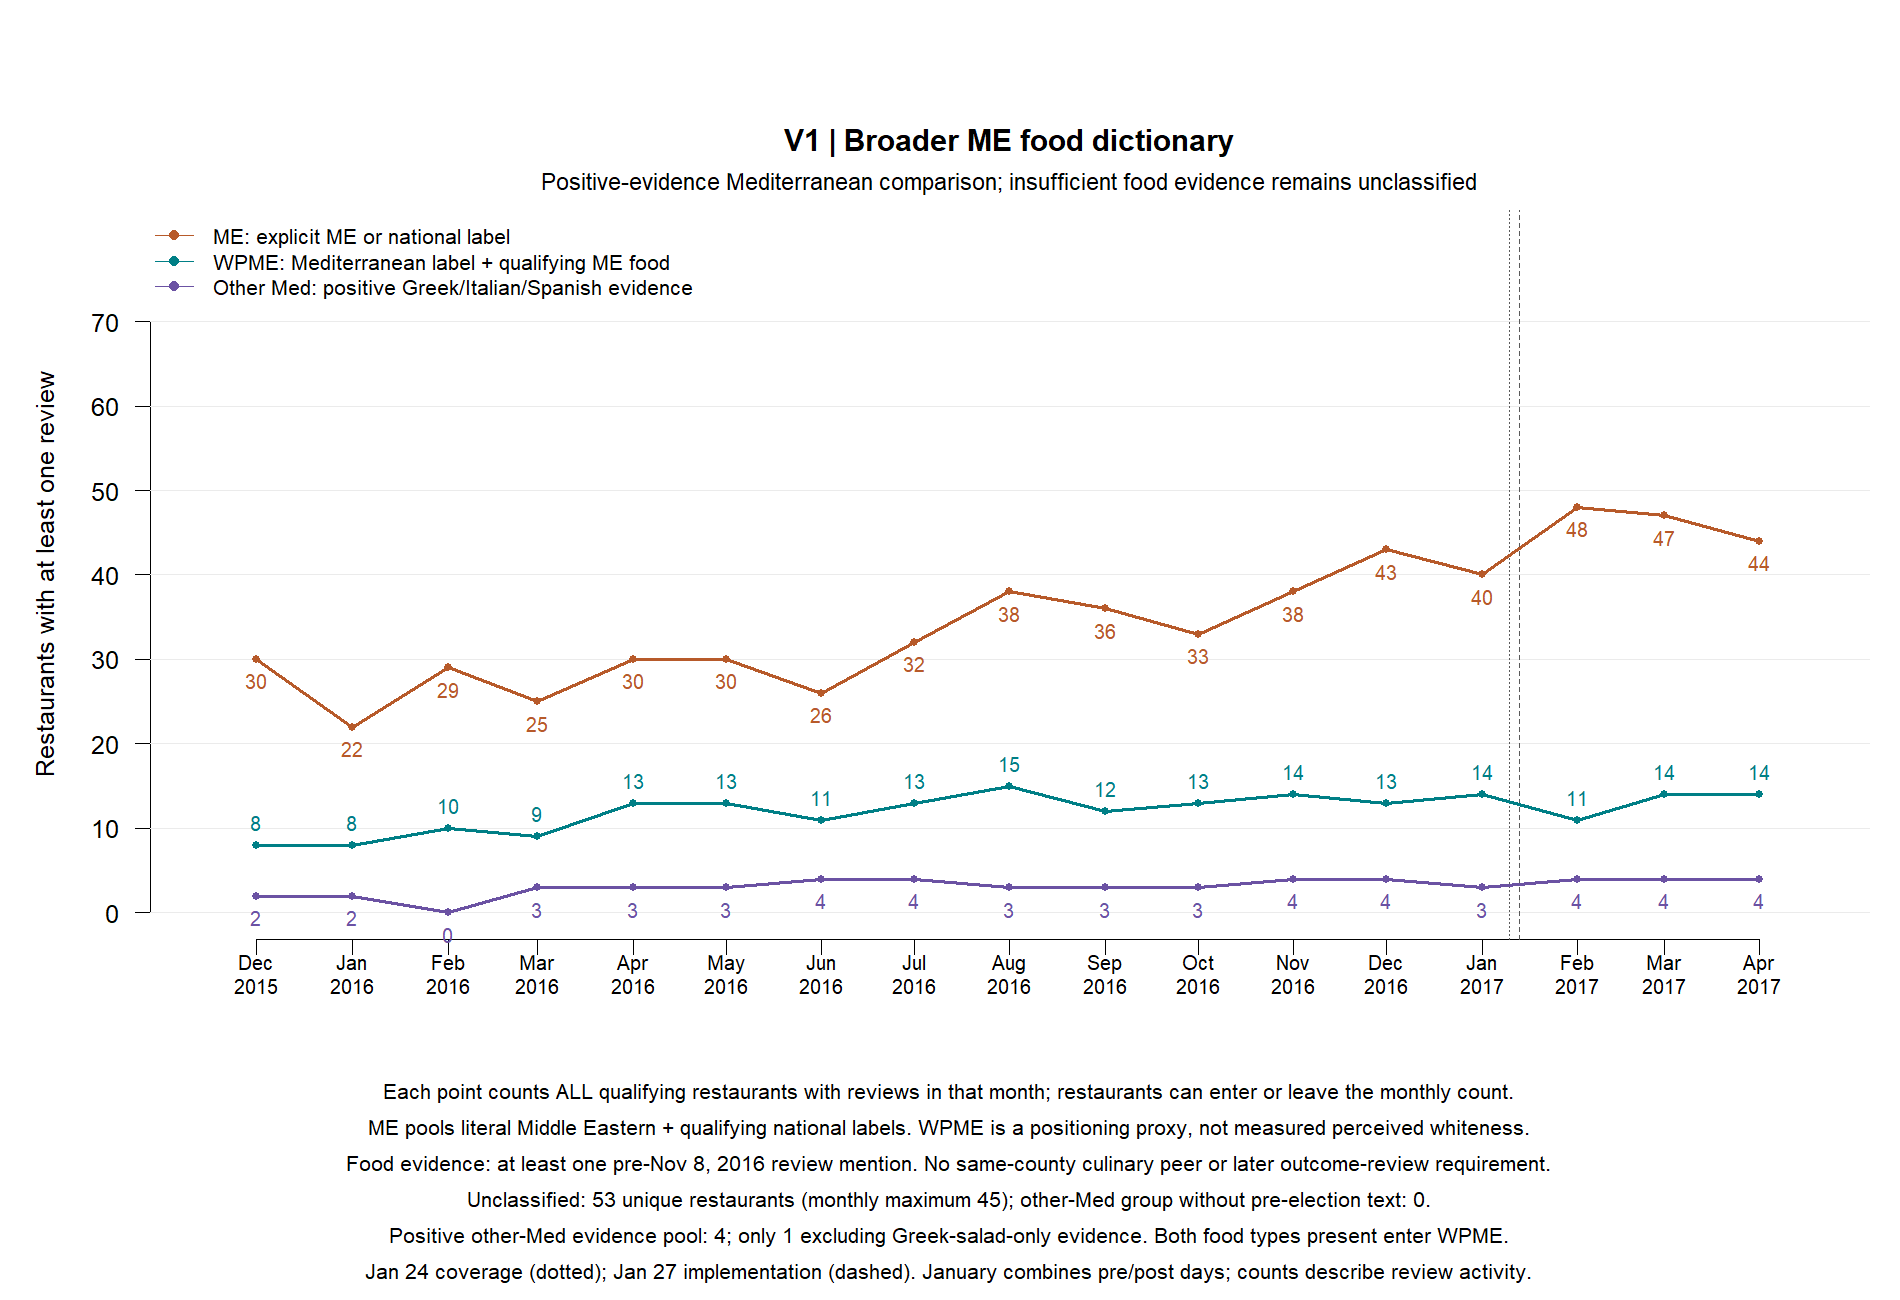 V1 | Broader ME food dictionary
Positive-evidence Mediterranean comparison; insufficient food evidence remains unclassified
ME: explicit ME or national label
WPME: Mediterranean label + qualifying ME food
Other Med: positive Greek/Italian/Spanish evidence
Restaurants with at least one review
70
60
50
40
30
20
10
0
30 22 29 25 30 30 26 32 38 36 33 38 43 40 48 47 44
8 8 10 9 13 13 11 13 15 12 13 14 13 14 11 14 14
2 2 0 3 3 3 4 4 3 3 3 4 4 3 4 4 4
Dec Jan Feb Mar Apr May Jun Jul Aug Sep Oct Nov Dec Jan Feb Mar Apr
2015 2016 2016 2016 2016 2016 2016 2016 2016 2016 2016 2016 2016 2017 2017 2017 2017
Each point counts ALL qualifying restaurants with reviews in that month; restaurants can enter or leave the monthly count.
ME pools literal Middle Eastern + qualifying national labels. WPME is a positioning proxy, not measured perceived whiteness.
Food evidence: at least one pre-Nov 8, 2016 review mention. No same-county culinary peer or later outcome-review requirement.
Unclassified: 53 unique restaurants (monthly maximum 45); other-Med group without pre-election text: 0.
Positive other-Med evidence pool: 4; only 1 excluding Greek-salad-only evidence. Both food types present enter WPME.
Jan 24 coverage (dotted); Jan 27 implementation (dashed). January combines pre/post days; counts describe review activity.